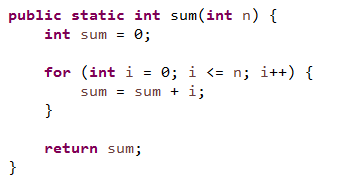 public static int sum(int n) {
    int sum = 0;

    for (int i = 0; i <= n; i++) {
        sum = sum + i;
    }

    return sum;
}